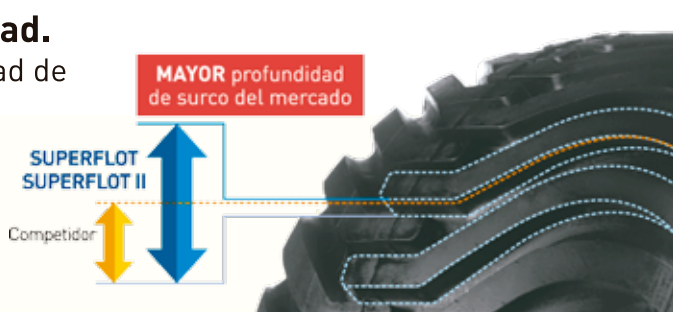 ad.
ad de
MAYOR profundidad
de surco del mercado
SUPERFLOT
SUPERFLOT II
Competidor